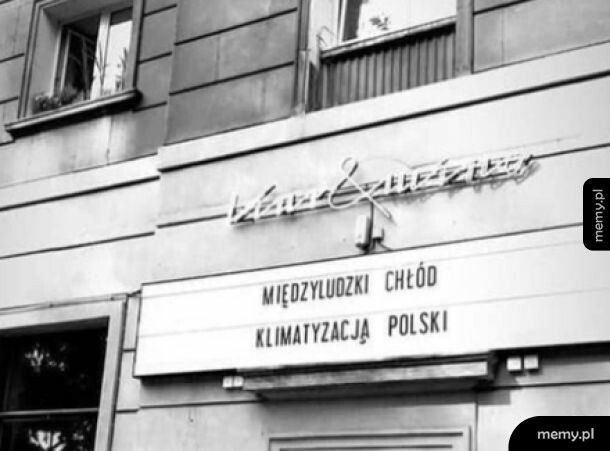 MIĘDZYLUDZKI CHŁÓD
KLIMATYZACJĄ POLSKI
memy.pl
memy.pl